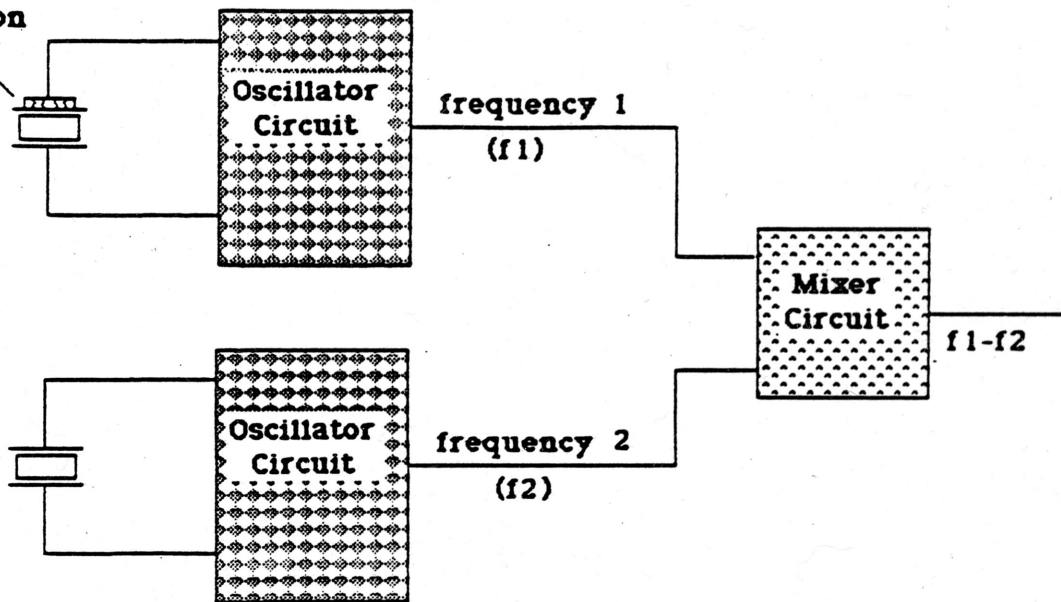 Oscillator
Circuit
frequency 1
(f1)
Mixer
Circuit
f1-f2
Oscillator
Circuit
frequency 2
(f2)